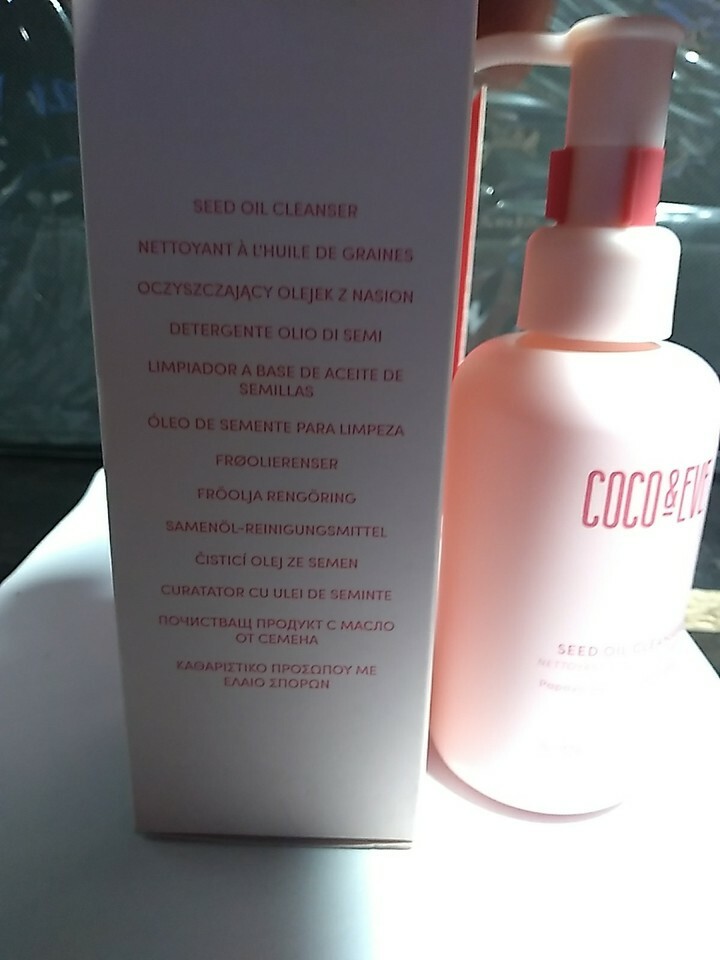 SEED OIL CLEANSER
NETTOYANT À L'HUILE DE GRAINES
OCZYSZCZAJĄCY OLEJEK Z NASION
DETERGENTE OLIO DI SEMI
LIMPIADOR A BASE DE ACEITE DE
SEMILLAS
ÓLEO DE SEMENTE PARA LIMPEZA
FRØOLIERENSER
FRÖOLJA RENGÖRING
SAMENÖL-REINIGUNGSMITTEL
ČISTICÍ OLEJ ZE SEMEN
CURATATOR CU ULEI DE SEMINTE
ПОЧИСТВАЩ ПРОДУКТ С МАСЛО
ОТ СЕМЕНА
ΚΑΘΑΡΙΣΤΙΚΟ ΠΡΟΣΩΠΟΥ ΜΕ
ΕΛΑΙΟ ΣΠΟΡΩΝ
COCO & EVE
SEED OIL